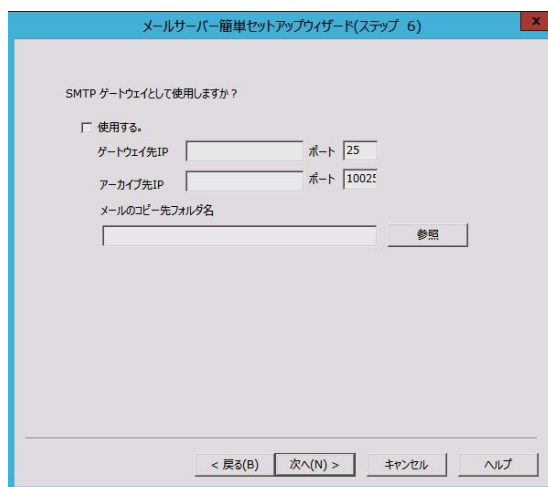 メールサーバー簡単セットアップウィザード(ステップ 6)
x
SMTP ゲートウェイとして使用しますか？
使用する。
ゲートウェイ先IP ポート 25
アーカイブ先IP ポート 10025
メールのコピー先フォルダ名
参照
< 戻る(B) 次へ(N) > キャンセル ヘルプ